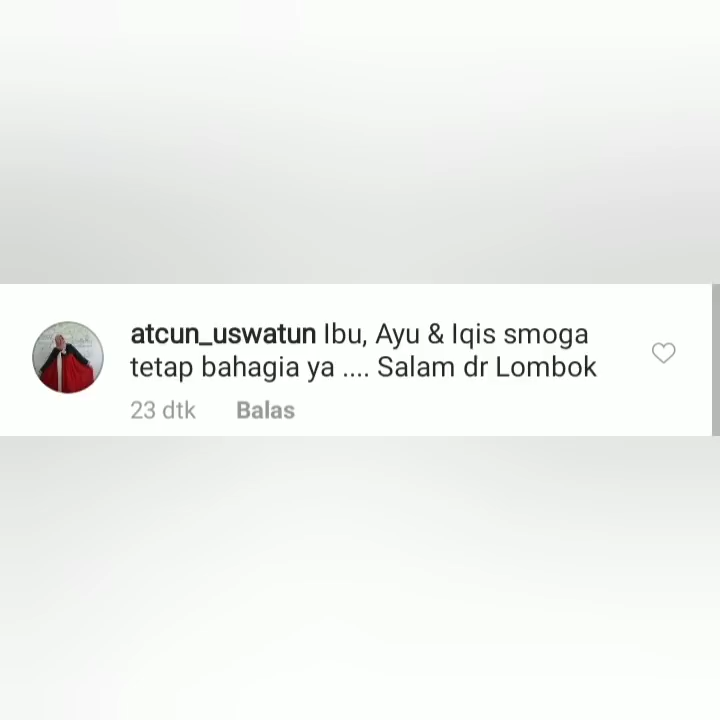 atcun_uswatun Ibu, Ayu & Iqis smoga
tetap bahagia ya .... Salam dr Lombok
23 dtk Balas